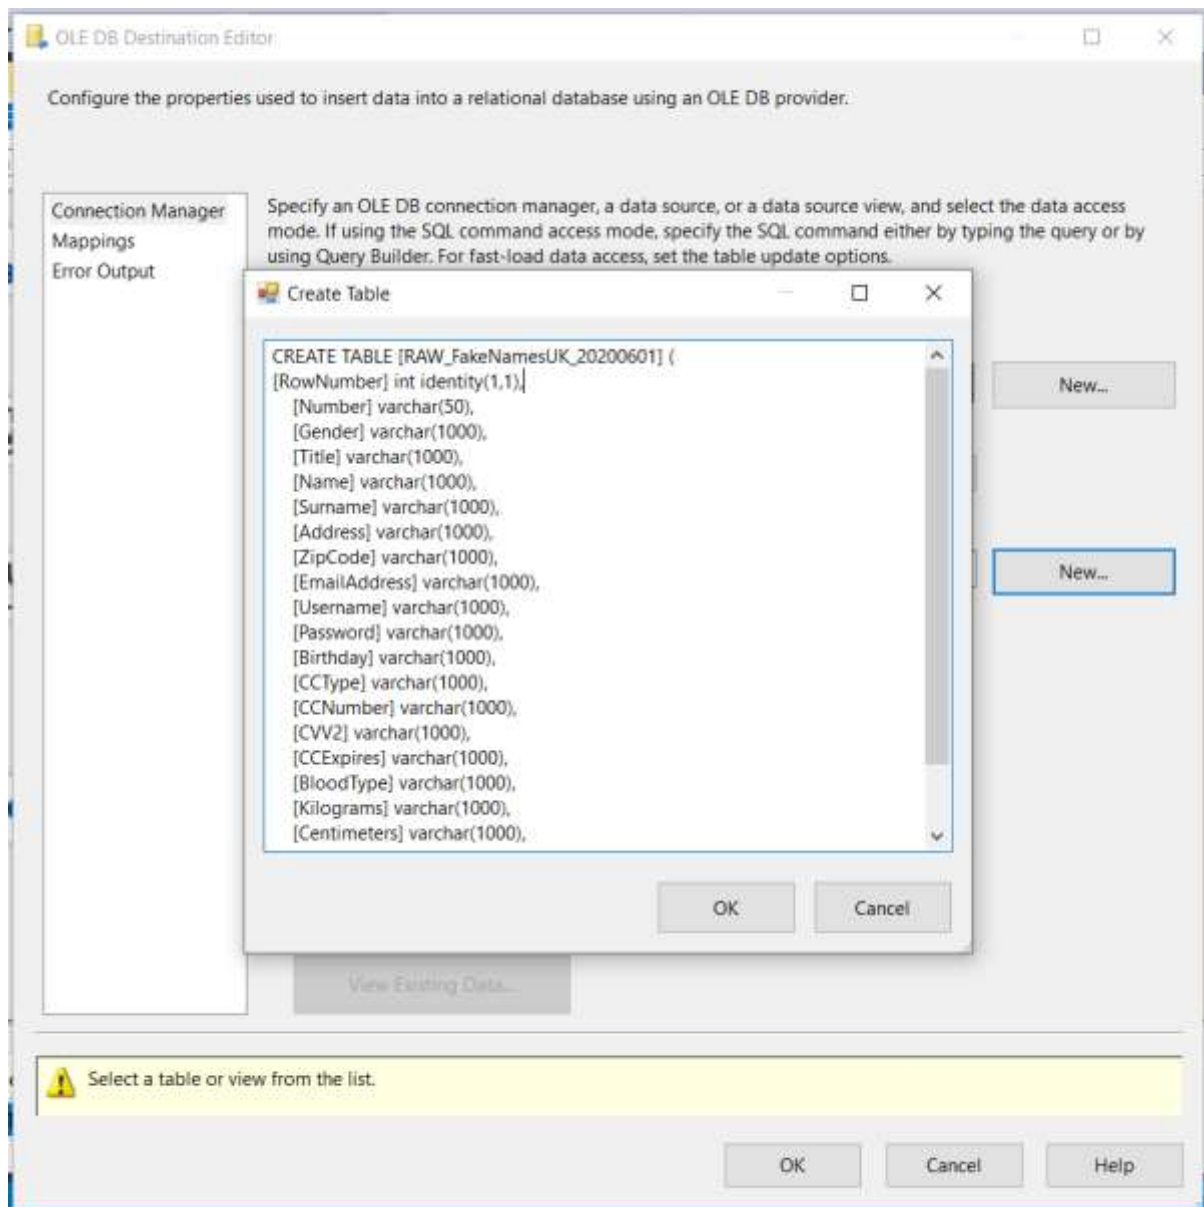 OLE DB Destination Editor
Configure the properties used to insert data into a relational database using an OLE DB provider.
Connection Manager
Mappings
Error Output
Specify an OLE DB connection manager, a data source, or a data source view, and select the data access
mode. If using the SQL command access mode, specify the SQL command either by typing the query or by
using Query Builder. For fast-load data access, set the table update options.
Create Table
CREATE TABLE [RAW_FakeNamesUK_20200601] (
[RowNumber] int identity(1,1),
[Number] varchar(50),
[Gender] varchar(1000),
[Title] varchar(1000),
[Name] varchar(1000),
[Surname] varchar(1000),
[Address] varchar(1000),
[ZipCode] varchar(1000),
[EmailAddress] varchar(1000),
[Username] varchar(1000),
[Password] varchar(1000),
[Birthday] varchar(1000),
[CCType] varchar(1000),
[CCNumber] varchar(1000),
[CVV2] varchar(1000),
[CCExpires] varchar(1000),
[BloodType] varchar(1000),
[Kilograms] varchar(1000),
[Centimeters] varchar(1000),
OK
Cancel
New...
New...
View Existing Data...
Select a table or view from the list.
OK
Cancel
Help